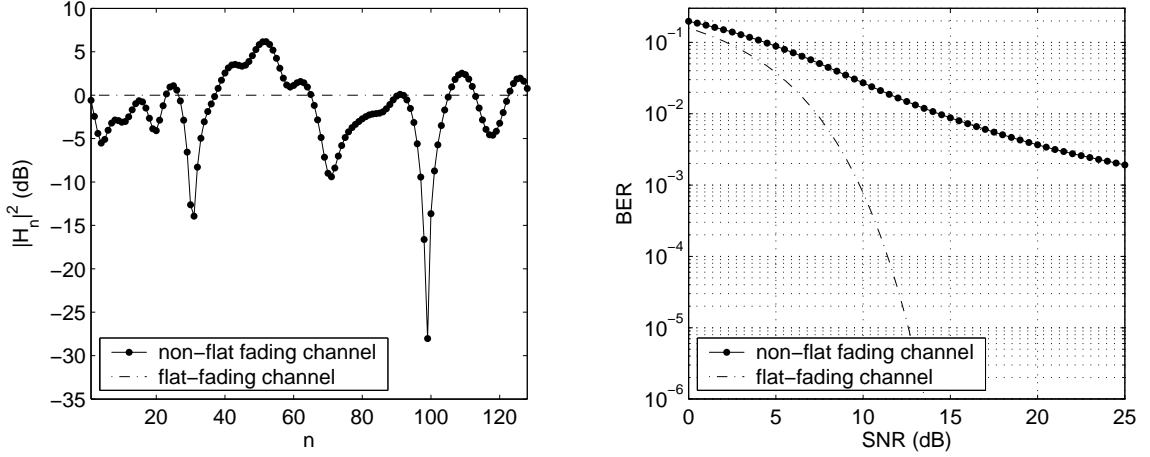 10
5
0
−5
−10
−15
−20
−25
−30
−35
|H_n|^2 (dB)
20 40 60 80 100 120
n
non−flat fading channel
flat−fading channel
10^−1
10^−2
10^−3
10^−4
10^−5
10^−6
BER
0 5 10 15 20 25
SNR (dB)
non−flat fading channel
flat−fading channel